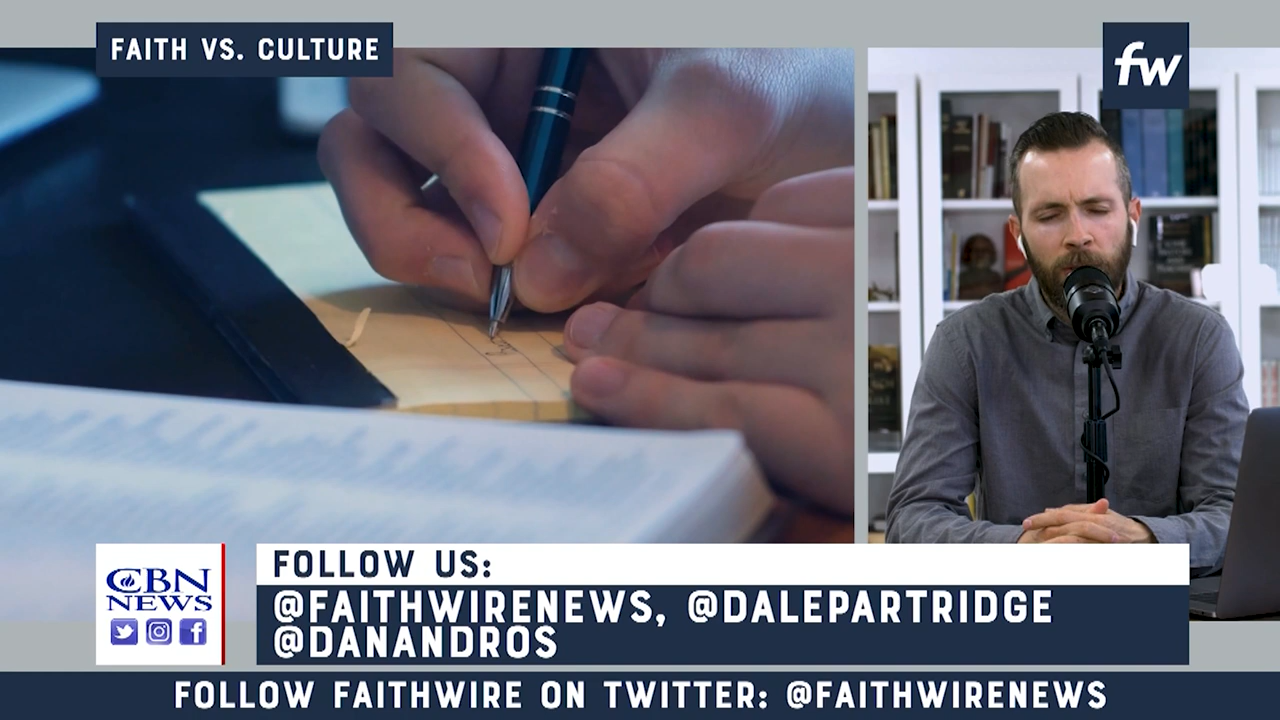 FAITH VS. CULTURE
fw
CBN
NEWS
FOLLOW US:
@FAITHWIRENEWS, @DALEPARTRIDGE
@DANANDROS
FOLLOW FAITHWIRE ON TWITTER: @FAITHWIRENEWS